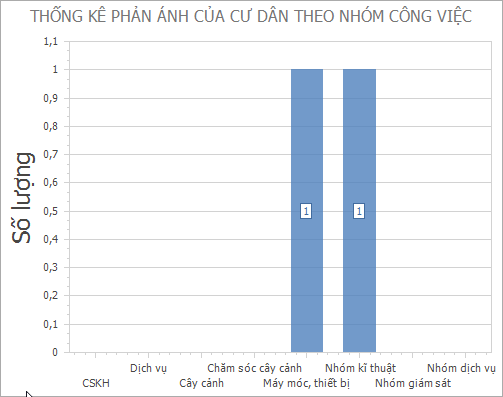 THỐNG KÊ PHẢN ÁNH CỦA CƯ DÂN THEO NHÓM CÔNG VIỆC
Số lượng
1,1
1
0,9
0,8
0,7
0,6
0,5
0,4
0,3
0,2
0,1
0
1
1
Dịch vụ
Chăm sóc cây cảnh
Nhóm kĩ thuật
Nhóm dịch vụ
CSKH
Cây cảnh
Máy móc, thiết bị
Nhóm giám sát